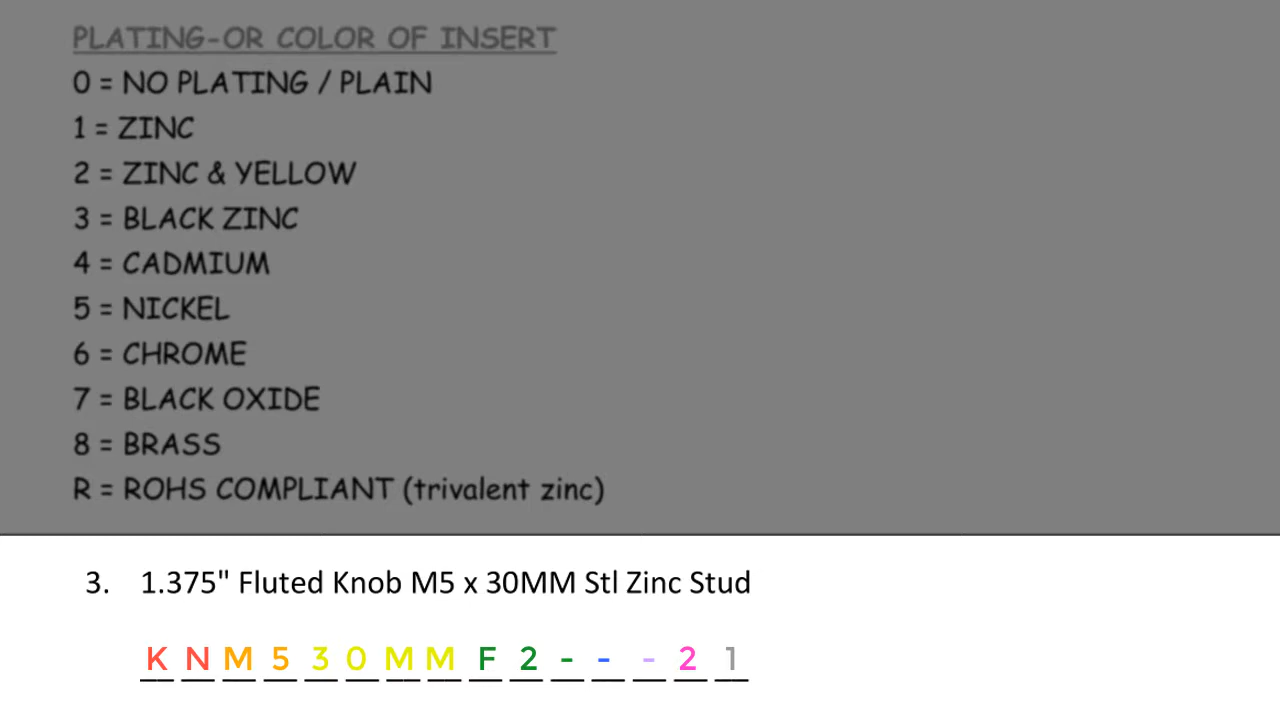 PLATING-OR COLOR OF INSERT
0 = NO PLATING / PLAIN
1 = ZINC
2 = ZINC & YELLOW
3 = BLACK ZINC
4 = CADMIUM
5 = NICKEL
6 = CHROME
7 = BLACK OXIDE
8 = BRASS
R = ROHS COMPLIANT (trivalent zinc)
3. 1.375" Fluted Knob M5 x 30MM Stl Zinc Stud
K N M 5 3 0 M M F 2 - - - 2 1